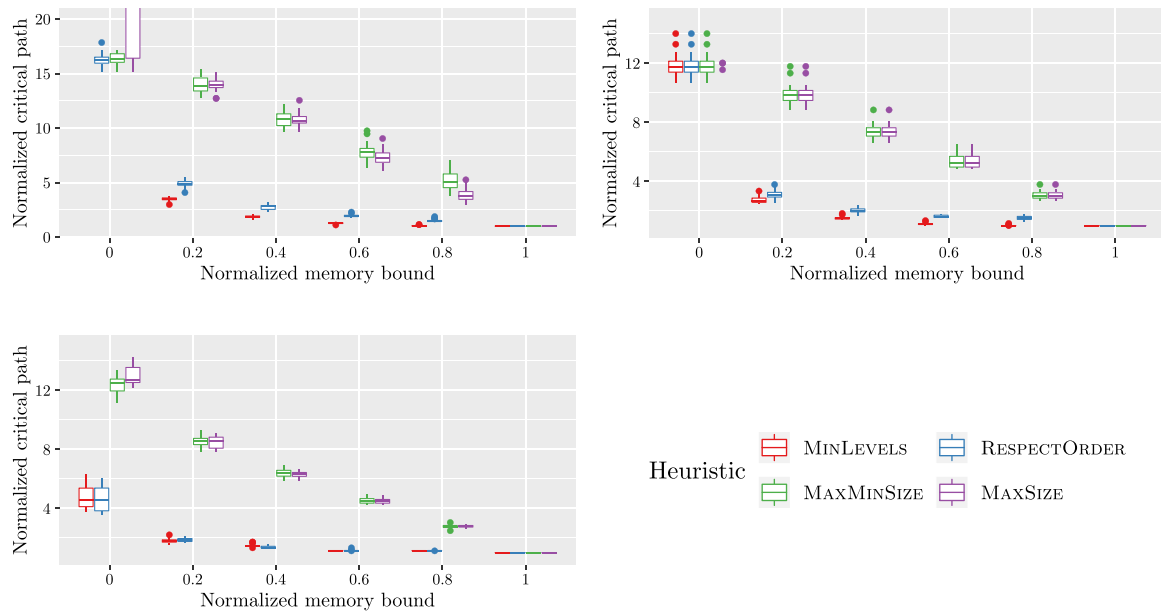 Normalized critical path
20
15
10
5
0
0 0.2 0.4 0.6 0.8 1
Normalized memory bound
Normalized critical path
12
8
4
0 0.2 0.4 0.6 0.8 1
Normalized memory bound
Normalized critical path
12
8
4
0 0.2 0.4 0.6 0.8 1
Normalized memory bound
Heuristic
MINLEVELS RESPECTORDER
MAXMINSIZE MAXSIZE